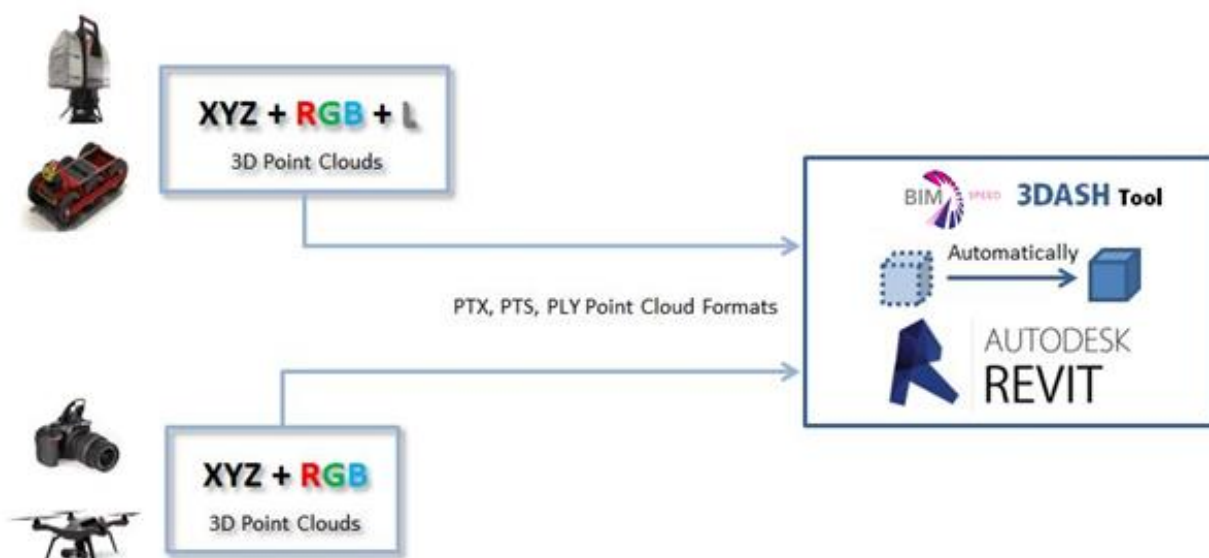 XYZ + RGB + L
3D Point Clouds
BIM SPEED 3DASH Tool
Automatically
PTX, PTS, PLY Point Cloud Formats
AUTODESK
REVIT
XYZ + RGB
3D Point Clouds